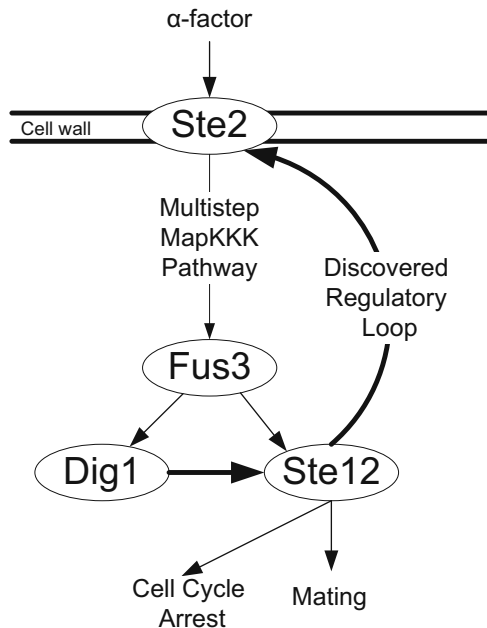 α-factor
Cell wall
Ste2
Multistep
MapKKK
Pathway
Discovered
Regulatory
Loop
Fus3
Dig1
Ste12
Cell Cycle
Arrest
Mating